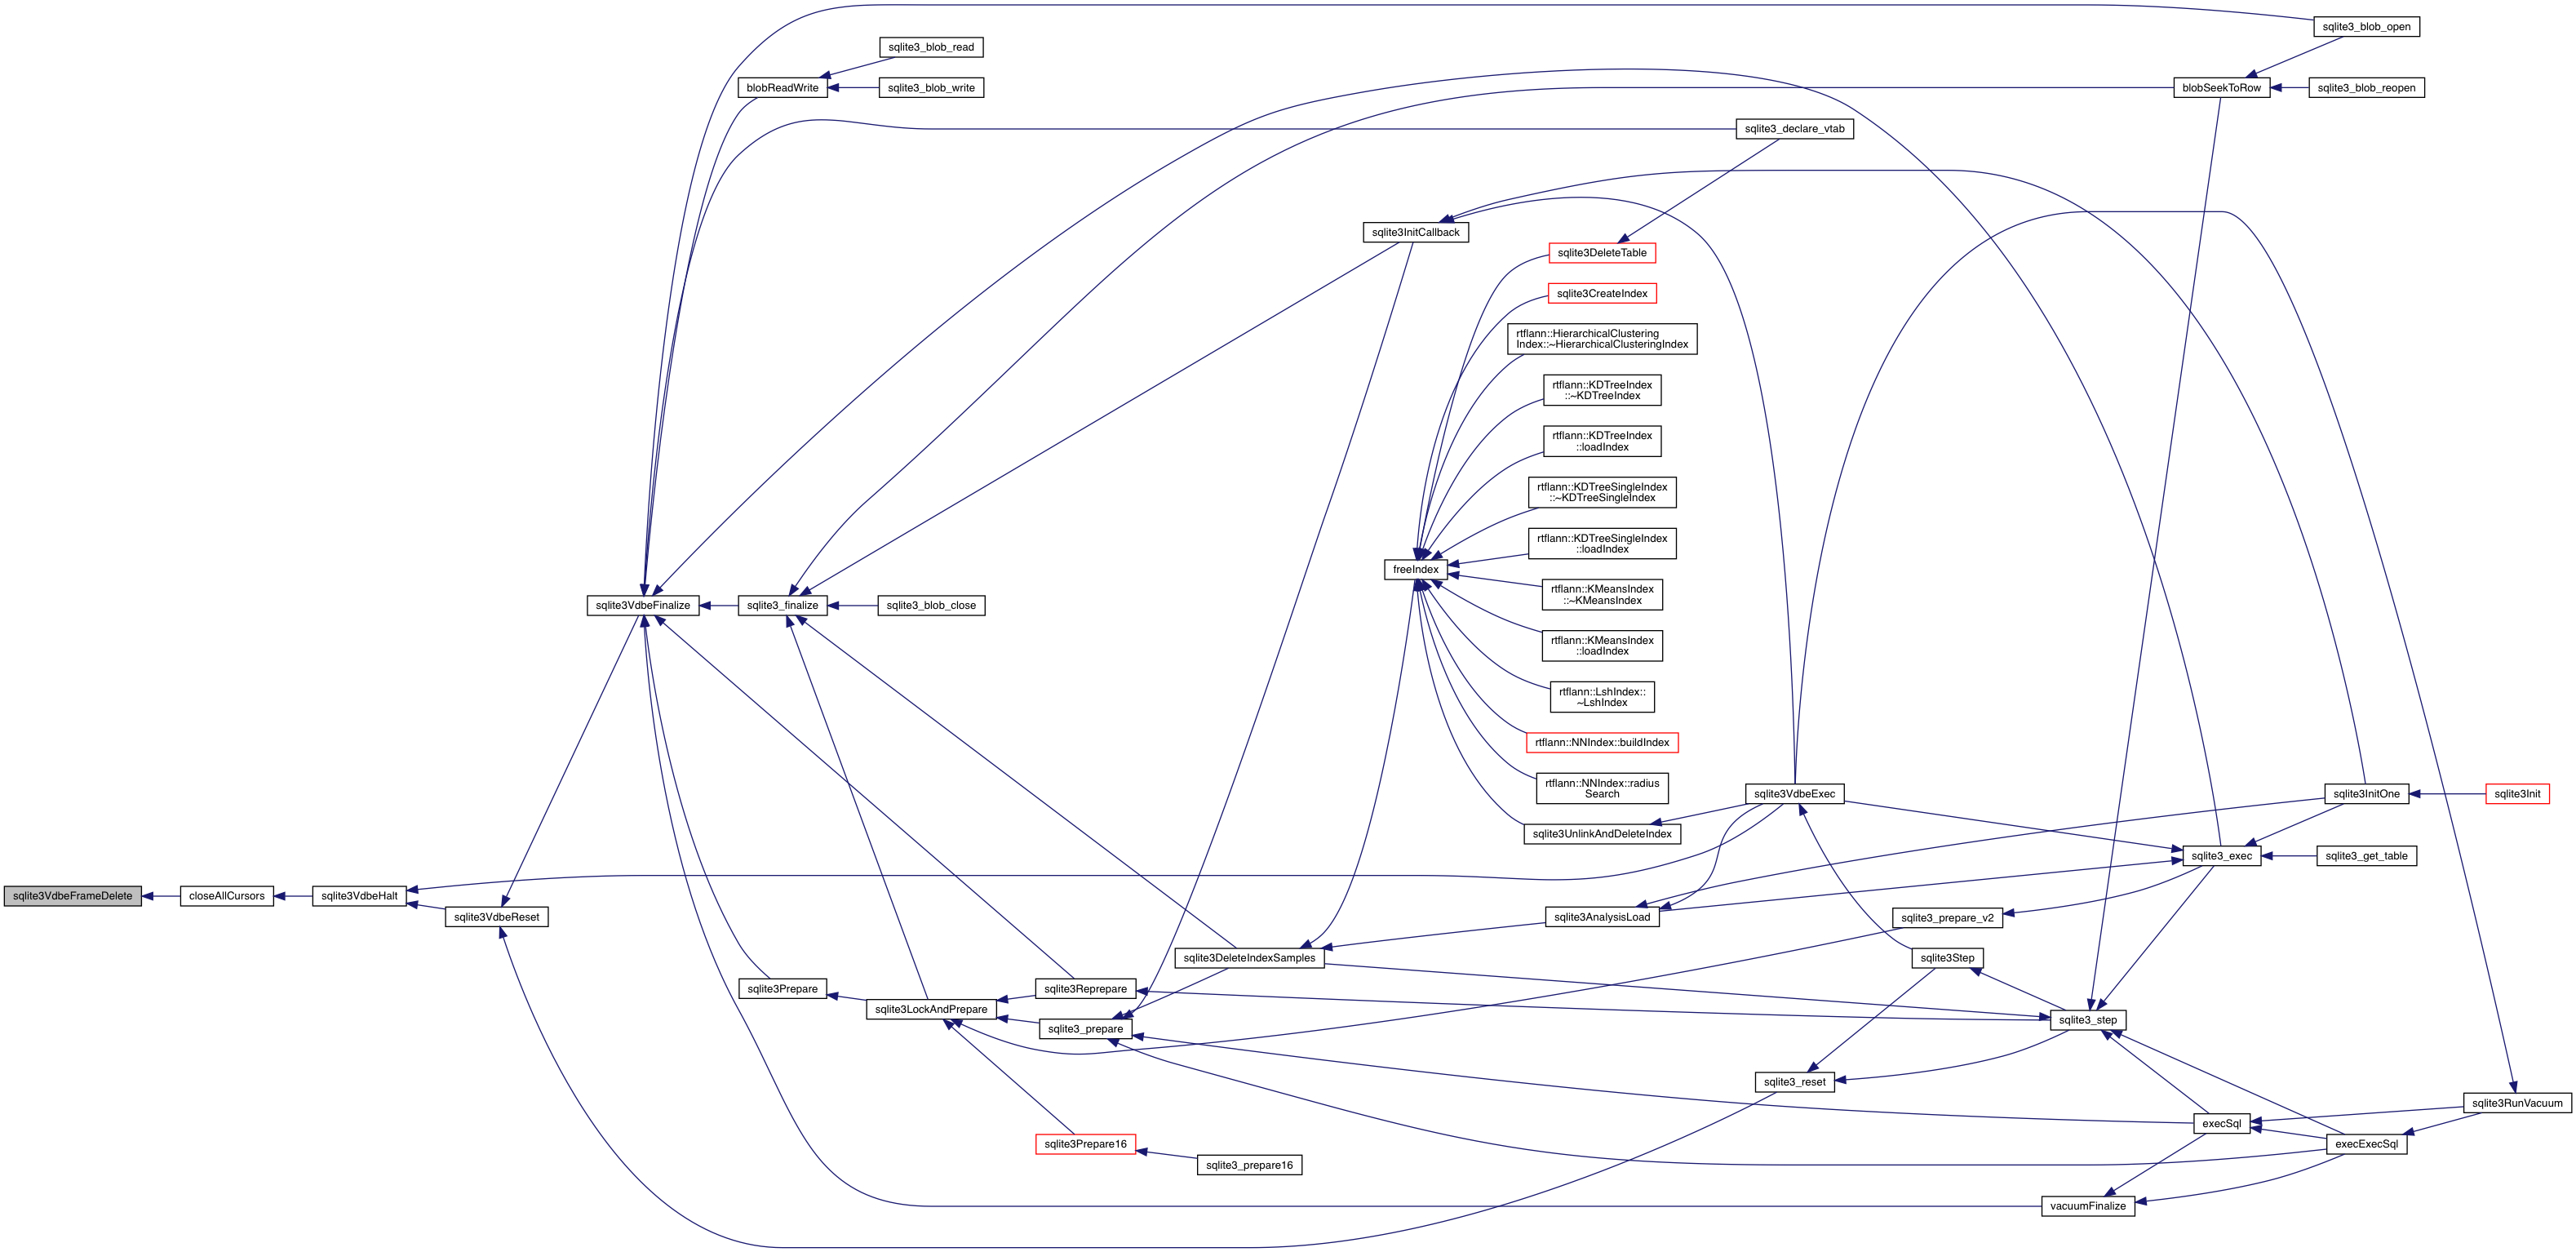 sqlite3_blob_open
sqlite3_blob_read
blobReadWrite
sqlite3_blob_write
blobSeekToRow
sqlite3_blob_reopen
sqlite3_declare_vtab
sqlite3InitCallback
sqlite3DeleteTable
sqlite3CreateIndex
rtflann::HierarchicalClustering
Index::~HierarchicalClusteringIndex
rtflann::KDTreeIndex
::~KDTreeIndex
rtflann::KDTreeIndex
::loadIndex
rtflann::KDTreeSingleIndex
::~KDTreeSingleIndex
rtflann::KDTreeSingleIndex
::loadIndex
freeIndex
rtflann::KMeansIndex
::~KMeansIndex
sqlite3VdbeFinalize
sqlite3_finalize
sqlite3_blob_close
rtflann::KMeansIndex
::loadIndex
rtflann::LshIndex::
~LshIndex
rtflann::NNIndex::buildIndex
rtflann::NNIndex::radius
Search
sqlite3VdbeExec
sqlite3InitOne
sqlite3Init
sqlite3UnlinkAndDeleteIndex
sqlite3_exec
sqlite3_get_table
sqlite3VdbeFrameDelete
closeAllCursors
sqlite3VdbeHalt
sqlite3VdbeReset
sqlite3AnalysisLoad
sqlite3_prepare_v2
sqlite3DeleteIndexSamples
sqlite3Step
sqlite3Prepare
sqlite3Reprepare
sqlite3LockAndPrepare
sqlite3_prepare
sqlite3_step
sqlite3_reset
sqlite3RunVacuum
execSql
sqlite3Prepare16
execExecSql
sqlite3_prepare16
vacuumFinalize